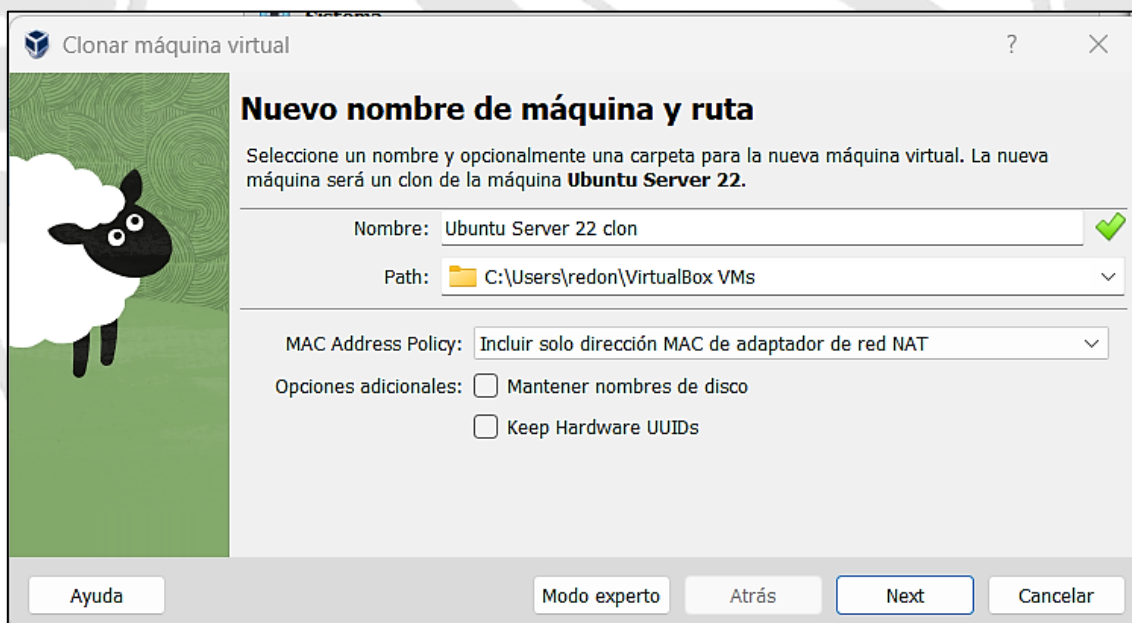 Sistema
Clonar máquina virtual
?
Nuevo nombre de máquina y ruta
Seleccione un nombre y opcionalmente una carpeta para la nueva máquina virtual. La nueva
máquina será un clon de la máquina Ubuntu Server 22.
Nombre: Ubuntu Server 22 clon
Path: C:\Users\redon\VirtualBox VMs
MAC Address Policy: Incluir solo dirección MAC de adaptador de red NAT
Opciones adicionales: Mantener nombres de disco
Keep Hardware UUIDs
Ayuda Modo experto Atrás Next Cancelar